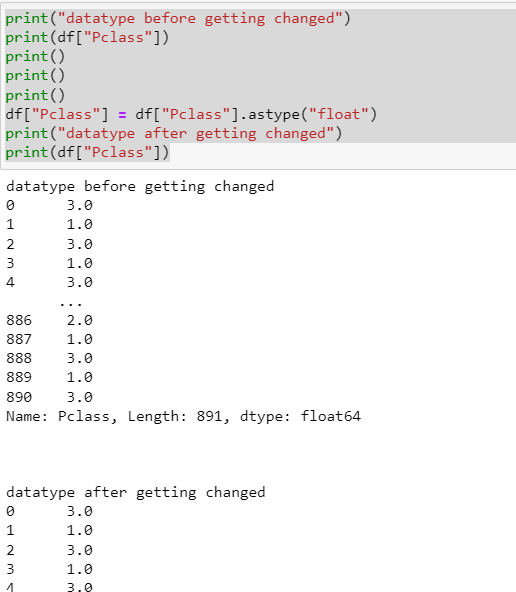 print("datatype before getting changed")
print(df["Pclass"])
print()
print()
print()
df["Pclass"] = df["Pclass"].astype("float")
print("datatype after getting changed")
print(df["Pclass"])
datatype before getting changed
0      3.0
1      1.0
2      3.0
3      1.0
4      3.0
      ...
886    2.0
887    1.0
888    3.0
889    1.0
890    3.0
Name: Pclass, Length: 891, dtype: float64
datatype after getting changed
0      3.0
1      1.0
2      3.0
3      1.0
4      3.0